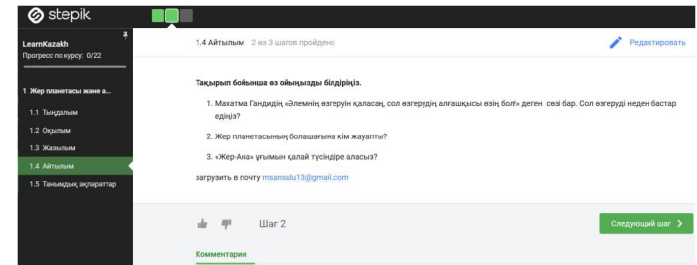 stepik
LearnKazakh
Прогресс по курсу: 0/22
1 Жер планетасы және а...
1.1 Тыңдалым
1.2 Оқылым
1.3 Жазылым
1.4 Айтылым
1.5 Танымдық ақпараттар
1.4 Айтылым 2 из 3 шагов пройдено
Редактировать
Тақырып бойынша өз ойыңызды білдіріңіз.
1. Махатма Гандидің «Әлемнің өзгеруін қаласаң, сол өзгерудің алғашқысы өзің бол!» деген сөзі бар. Сол өзгеруді неден бастар
едіңіз?
2. Жер планетасының болашағына кім жауапты?
3. «Жер-Ана» ұғымын қалай түсіндіре аласыз?
загрузить в почту msansulu13@gmail.com
Шаг 2
Следующий шаг
Комментарии